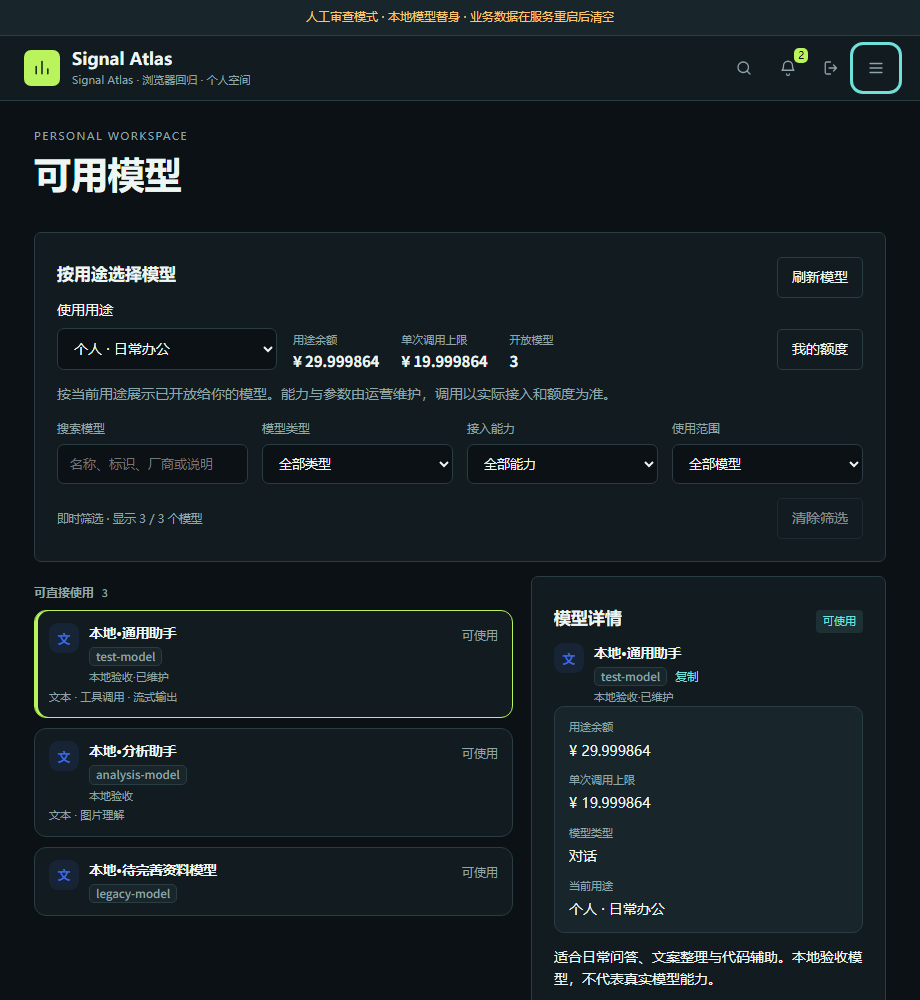 人工审查模式 · 本地模型替身 · 业务数据在服务重启后清空
Signal Atlas
Signal Atlas · 浏览器回归 · 个人空间
2
PERSONAL WORKSPACE
可用模型
按用途选择模型
刷新模型
使用用途
个人 · 日常办公
用途余额
¥ 29.999864
单次调用上限
¥ 19.999864
开放模型
3
我的额度
按当前用途展示已开放给你的模型。能力与参数由运营维护，调用以实际接入和额度为准。
搜索模型
名称、标识、厂商或说明
模型类型
全部类型
接入能力
全部能力
使用范围
全部模型
即时筛选 · 显示 3 / 3 个模型
清除筛选
可直接使用 3
文
本地•通用助手
可使用
test-model
本地验收·已维护
文本 · 工具调用 · 流式输出
文
本地•分析助手
可使用
analysis-model
本地验收
文本 · 图片理解
文
本地•待完善资料模型
可使用
legacy-model
模型详情
可使用
文
本地•通用助手
test-model 复制
本地验收·已维护
用途余额
¥ 29.999864
单次调用上限
¥ 19.999864
模型类型
对话
当前用途
个人 · 日常办公
适合日常问答、文案整理与代码辅助。本地验收模
型，不代表真实模型能力。